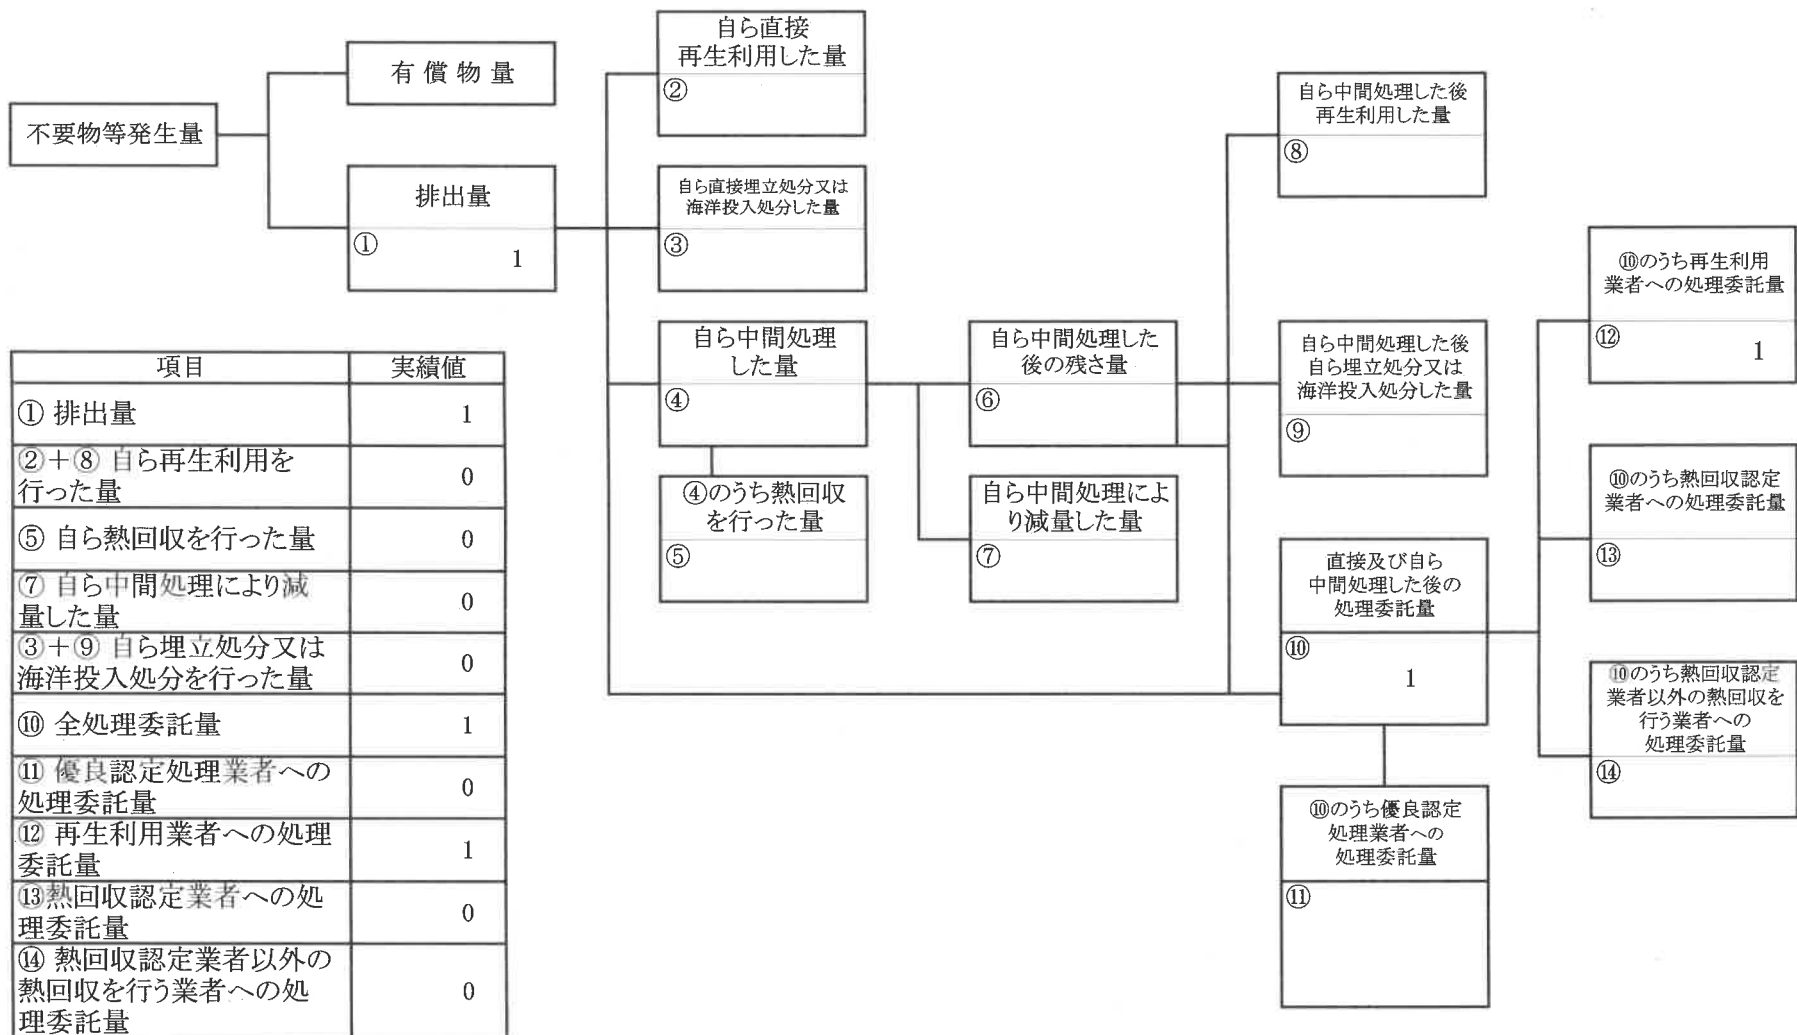 不要物等発生量
有償物量
排出量
①
1
自ら直接
再生利用した量
②
自ら直接埋立処分又は
海洋投入処分した量
③
自ら中間処理
した量
④
④のうち熱回収
を行った量
⑤
自ら中間処理した
後の残さ量
⑥
自ら中間処理によ
り減量した量
⑦
自ら中間処理した後
再生利用した量
⑧
自ら中間処理した後
自ら埋立処分又は
海洋投入処分した量
⑨
直接及び自ら
中間処理した後の
処理委託量
⑩
1
⑩のうち優良認定
処理業者への
処理委託量
⑪
⑩のうち再生利用
業者への処理委託量
⑫
1
⑩のうち熱回収認定
業者への処理委託量
⑬
⑩のうち熱回収認定
業者以外の熱回収を
行う業者への
処理委託量
⑭
項目 実績値
① 排出量 1
②+⑧ 自ら再生利用を
行った量 0
⑤ 自ら熱回収を行った量 0
⑦ 自ら中間処理により減
量した量 0
③+⑨ 自ら埋立処分又は
海洋投入処分を行った量 0
⑩ 全処理委託量 1
⑪ 優良認定処理業者への
処理委託量 0
⑫ 再生利用業者への処理
委託量 1
⑬熱回収認定業者への処
理委託量 0
⑭ 熱回収認定業者以外の
熱回収を行う業者への処
理委託量 0